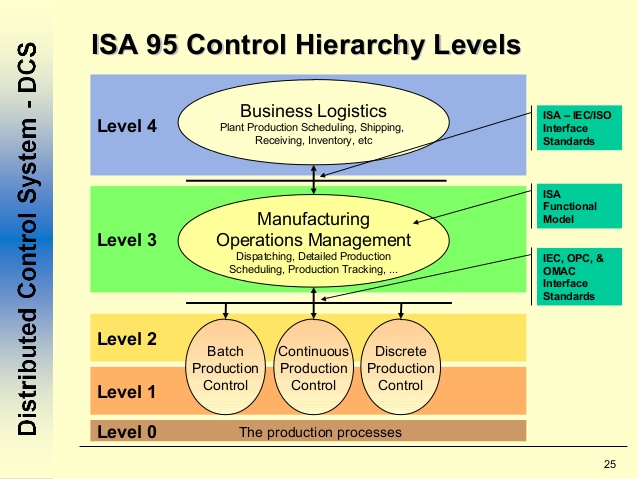 Distributed Control System - DCS
ISA 95 Control Hierarchy Levels
Level 4
Business Logistics
Plant Production Scheduling, Shipping,
Receiving, Inventory, etc
ISA – IEC/ISO
Interface
Standards
Level 3
Manufacturing
Operations Management
Dispatching, Detailed Production
Scheduling, Production Tracking, ...
ISA
Functional
Model
IEC, OPC, &
OMAC
Interface
Standards
Level 2
Level 1
Batch
Production
Control
Continuous
Production
Control
Discrete
Production
Control
Level 0
The production processes
25